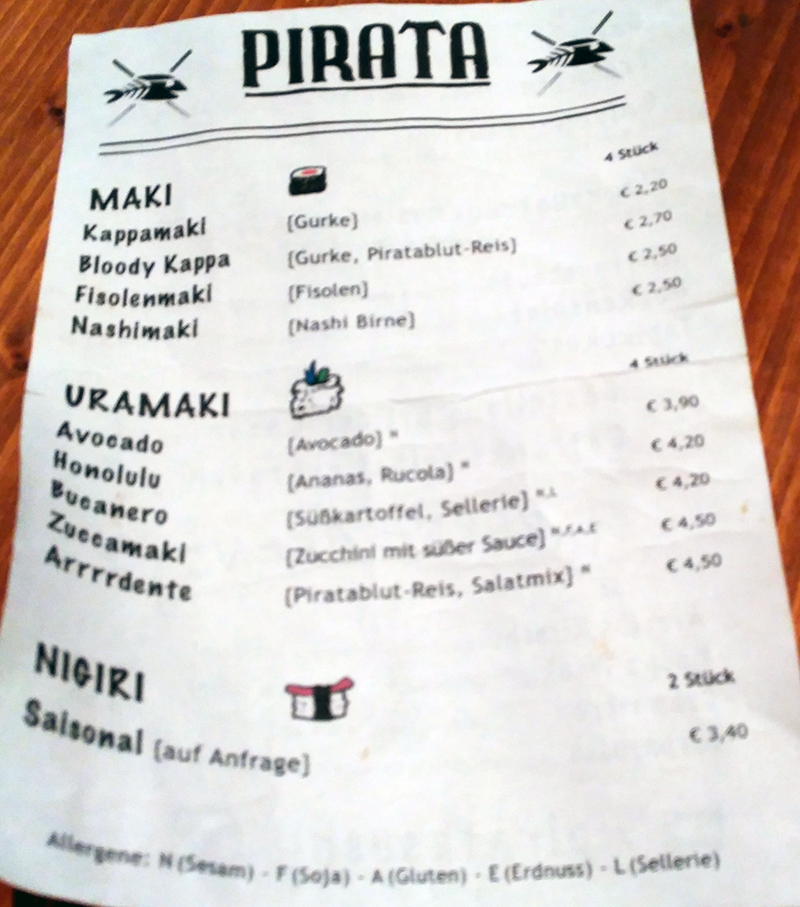 PIRATA
4 Stück
MAKI
Kappamaki [Gurke] € 2,20
Bloody Kappa [Gurke, Piratablut-Reis] € 2,70
Fisolenmaki [Fisolen] € 2,50
Nashimaki [Nashi Birne] € 2,50
4 Stück
URAMAKI
Avocado [Avocado] N € 3,90
Honolulu [Ananas, Rucola] N € 4,20
Bucanero [Süßkartoffel, Sellerie] N,L € 4,20
Zuccamaki [Zucchini mit süßer Sauce] N,F,A,E € 4,50
Arrrrdente [Piratablut-Reis, Salatmix] N € 4,50
NIGIRI 2 Stück
Saisonal [auf Anfrage] € 3,40
Allergene: N (Sesam) - F (Soja) - A (Gluten) - E (Erdnuss) - L (Sellerie)